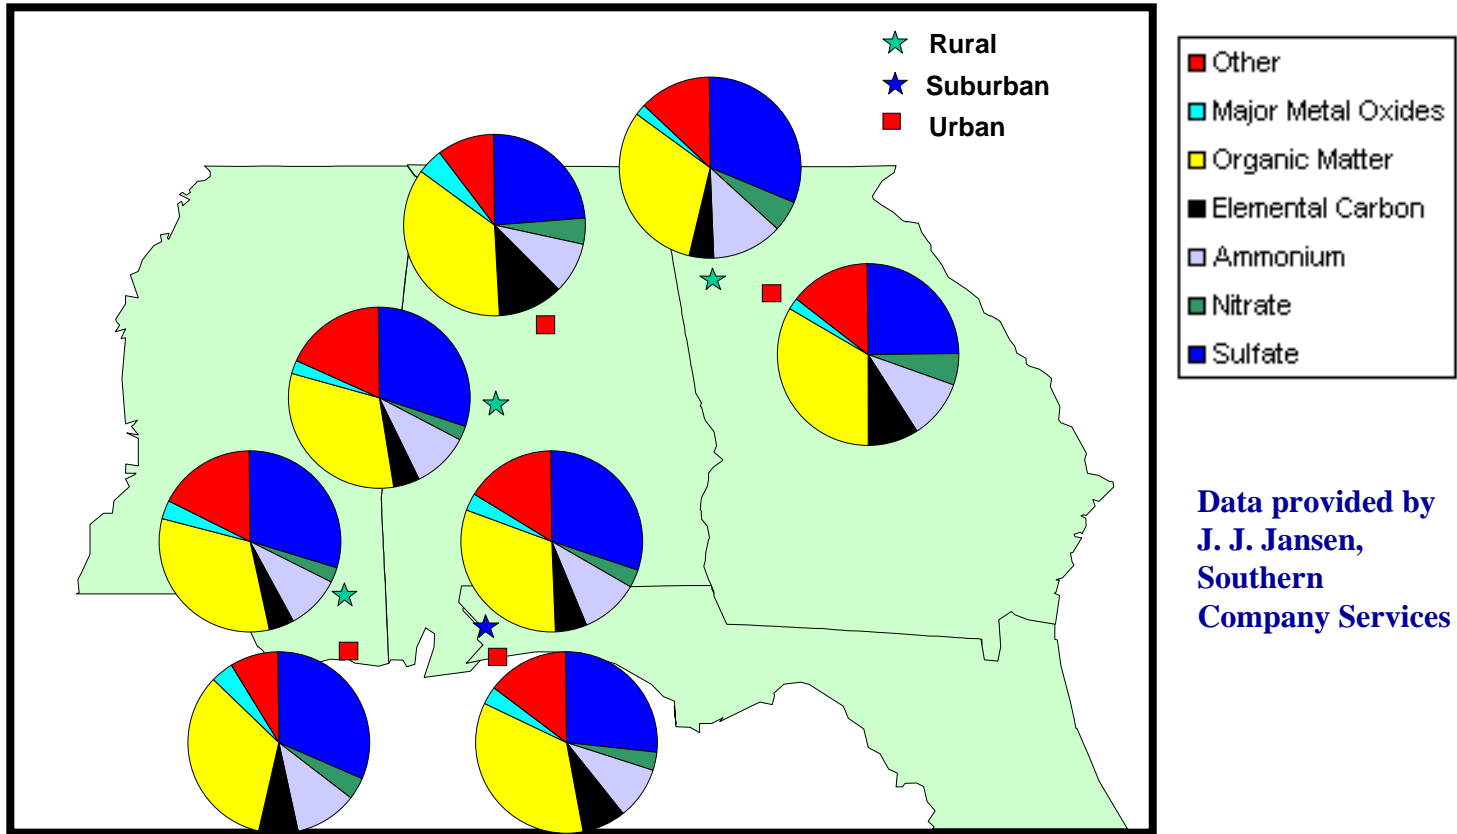 Rural
Suburban
Urban
Other
Major Metal Oxides
Organic Matter
Elemental Carbon
Ammonium
Nitrate
Sulfate
Data provided by
J. J. Jansen,
Southern
Company Services